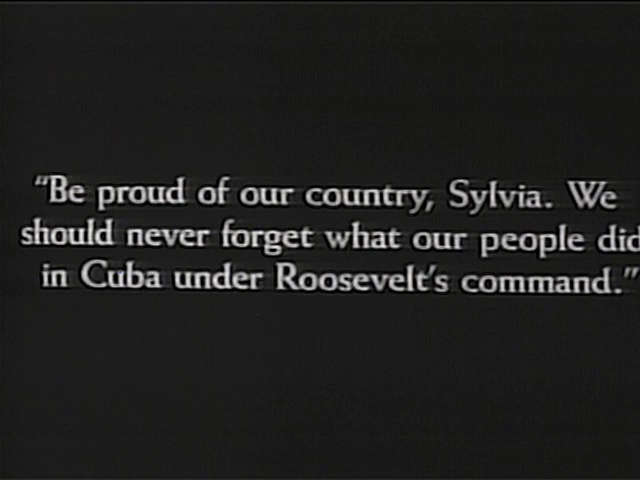 "Be proud of our country, Sylvia. We
should never forget what our people did
in Cuba under Roosevelt's command."